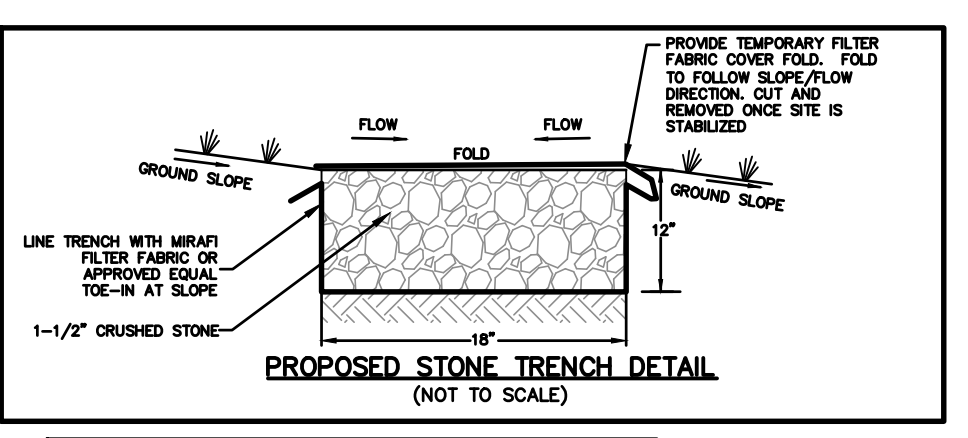 PROVIDE TEMPORARY FILTER
FABRIC COVER FOLD. FOLD
TO FOLLOW SLOPE/FLOW
DIRECTION. CUT AND
REMOVED ONCE SITE IS
STABILIZED
FLOW
FLOW
FOLD
GROUND SLOPE
GROUND SLOPE
12"
LINE TRENCH WITH MIRAFI
FILTER FABRIC OR
APPROVED EQUAL
TOE-IN AT SLOPE
1-1/2" CRUSHED STONE
18"
PROPOSED STONE TRENCH DETAIL
(NOT TO SCALE)